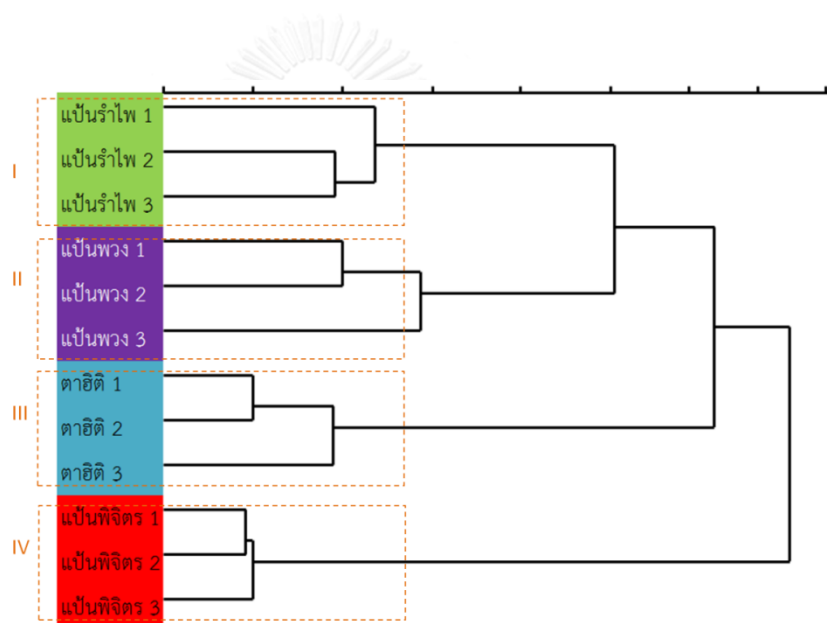 แป้นรำไพ 1
แป้นรำไพ 2
I
แป้นรำไพ 3
แป้นพวง 1
II
แป้นพวง 2
แป้นพวง 3
ตาฮิติ 1
III
ตาฮิติ 2
ตาฮิติ 3
แป้นพิจิตร 1
IV
แป้นพิจิตร 2
แป้นพิจิตร 3